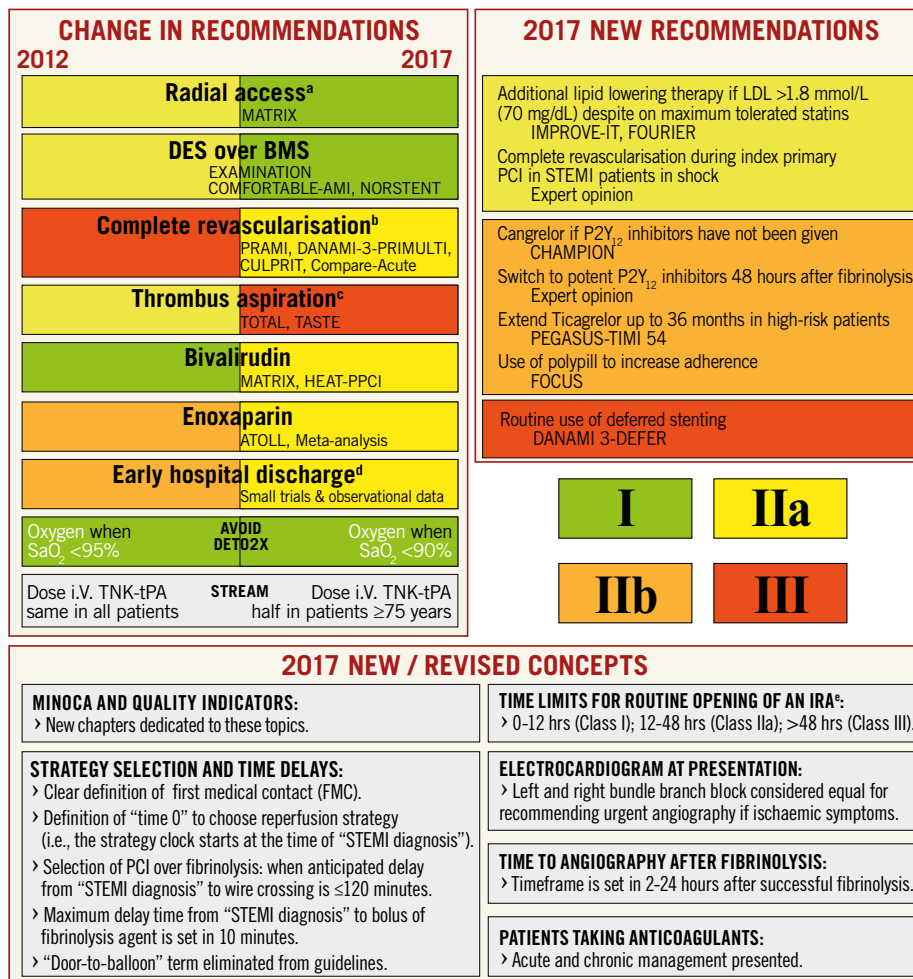 CHANGE IN RECOMMENDATIONS
2012 2017
Radial accessᵃ
MATRIX
DES over BMS
EXAMINATION
COMFORTABLE-AMI, NORSTENT
Complete revascularisationᵇ
PRAMI, DANAMI-3-PRIMULTI,
CULPRIT, Compare-Acute
Thrombus aspirationᶜ
TOTAL, TASTE
Bivalirudin
MATRIX, HEAT-PPCI
Enoxaparin
ATOLL, Meta-analysis
Early hospital dischargeᵈ
Small trials & observational data
Oxygen when AVOID Oxygen when
SaO₂ <95% DETO2X SaO₂ <90%
Dose i.V. TNK-tPA STREAM Dose i.V. TNK-tPA
same in all patients half in patients ≥75 years
2017 NEW RECOMMENDATIONS
Additional lipid lowering therapy if LDL >1.8 mmol/L
(70 mg/dL) despite on maximum tolerated statins
IMPROVE-IT, FOURIER
Complete revascularisation during index primary
PCI in STEMI patients in shock
Expert opinion
Cangrelor if P2Y₁₂ inhibitors have not been given
CHAMPION
Switch to potent P2Y₁₂ inhibitors 48 hours after fibrinolysis
Expert opinion
Extend Ticagrelor up to 36 months in high-risk patients
PEGASUS-TIMI 54
Use of polypill to increase adherence
FOCUS
Routine use of deferred stenting
DANAMI 3-DEFER
I IIa
IIb III
2017 NEW / REVISED CONCEPTS
MINOCA AND QUALITY INDICATORS:
› New chapters dedicated to these topics.
STRATEGY SELECTION AND TIME DELAYS:
› Clear definition of first medical contact (FMC).
› Definition of “time 0” to choose reperfusion strategy
(i.e., the strategy clock starts at the time of “STEMI diagnosis”).
› Selection of PCI over fibrinolysis: when anticipated delay
from “STEMI diagnosis” to wire crossing is ≤120 minutes.
› Maximum delay time from “STEMI diagnosis” to bolus of
fibrinolysis agent is set in 10 minutes.
› “Door-to-balloon” term eliminated from guidelines.
TIME LIMITS FOR ROUTINE OPENING OF AN IRAᵉ:
› 0-12 hrs (Class I); 12-48 hrs (Class IIa); >48 hrs (Class III).
ELECTROCARDIOGRAM AT PRESENTATION:
› Left and right bundle branch block considered equal for
recommending urgent angiography if ischaemic symptoms.
TIME TO ANGIOGRAPHY AFTER FIBRINOLYSIS:
› Timeframe is set in 2-24 hours after successful fibrinolysis.
PATIENTS TAKING ANTICOAGULANTS:
› Acute and chronic management presented.